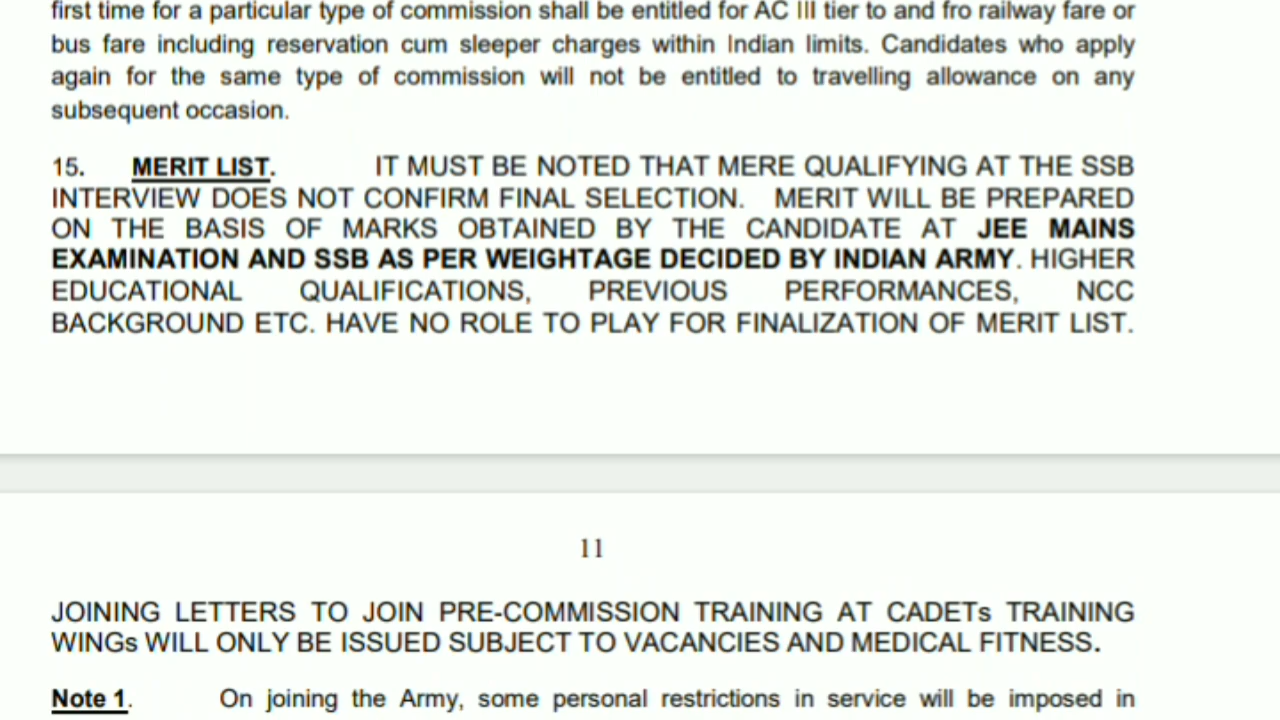 first time for a particular type of commission shall be entitled for AC III tier to and fro railway fare or
bus fare including reservation cum sleeper charges within Indian limits. Candidates who apply
again for the same type of commission will not be entitled to travelling allowance on any
subsequent occasion.
15. MERIT LIST. IT MUST BE NOTED THAT MERE QUALIFYING AT THE SSB
INTERVIEW DOES NOT CONFIRM FINAL SELECTION. MERIT WILL BE PREPARED
ON THE BASIS OF MARKS OBTAINED BY THE CANDIDATE AT JEE MAINS
EXAMINATION AND SSB AS PER WEIGHTAGE DECIDED BY INDIAN ARMY. HIGHER
EDUCATIONAL QUALIFICATIONS, PREVIOUS PERFORMANCES, NCC
BACKGROUND ETC. HAVE NO ROLE TO PLAY FOR FINALIZATION OF MERIT LIST.
11
JOINING LETTERS TO JOIN PRE-COMMISSION TRAINING AT CADETs TRAINING
WINGs WILL ONLY BE ISSUED SUBJECT TO VACANCIES AND MEDICAL FITNESS.
Note 1. On joining the Army, some personal restrictions in service will be imposed in